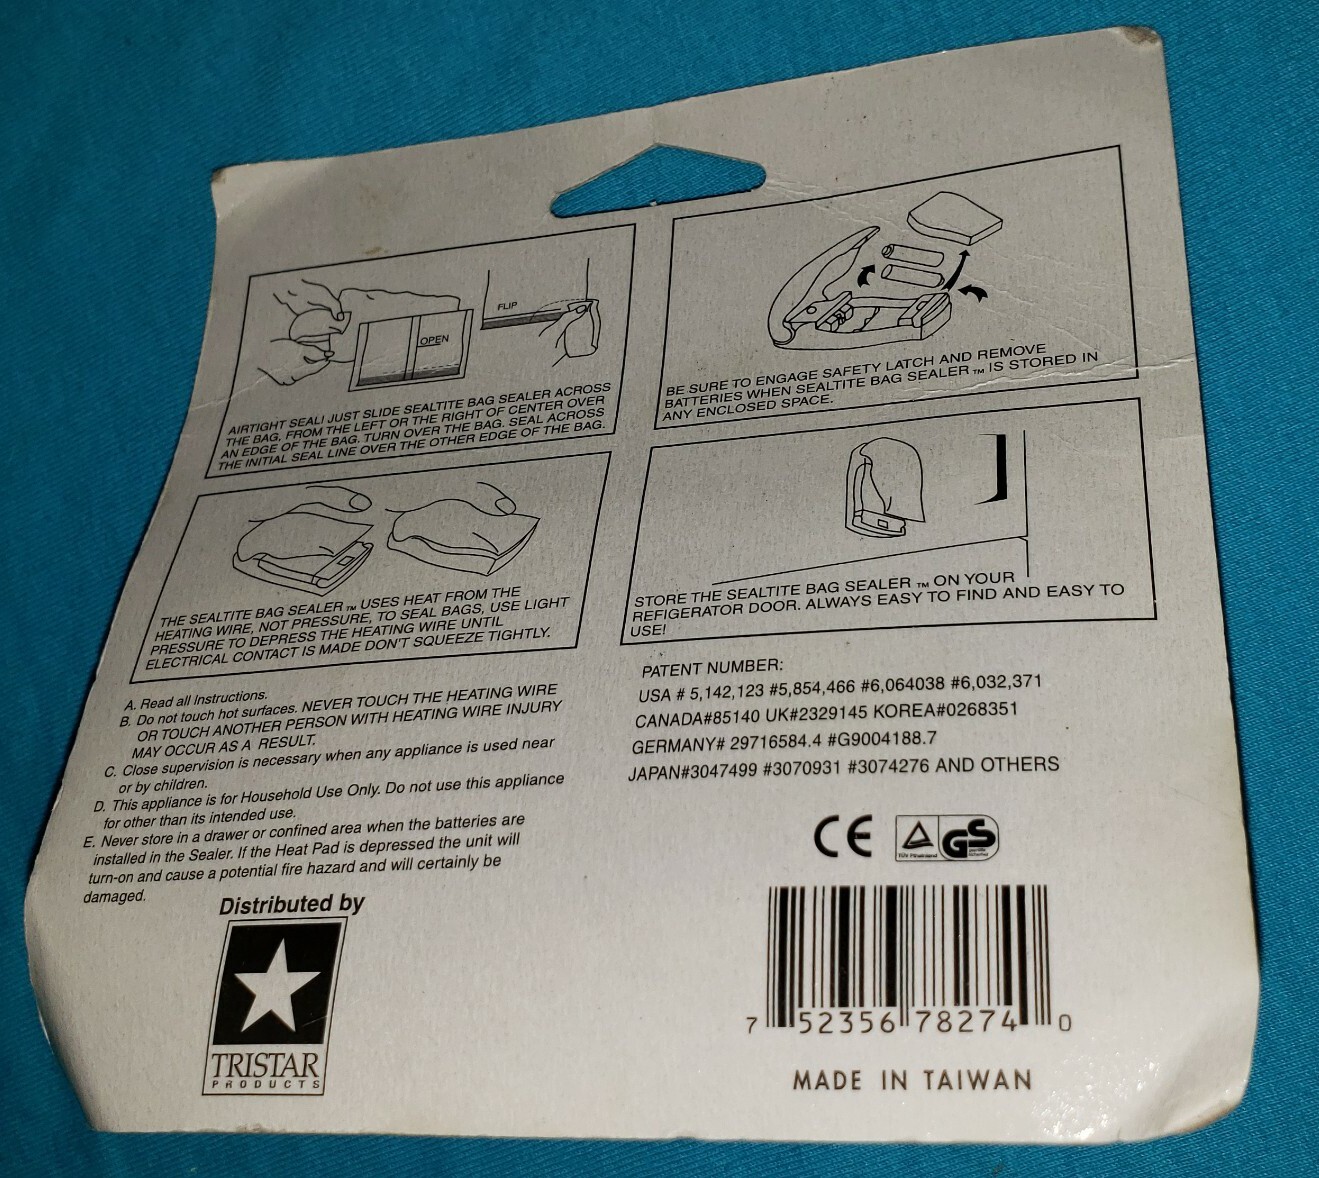 OPEN
FLIP
AIRTIGHT SEAL! JUST SLIDE SEALTITE BAG SEALER ACROSS
THE BAG, FROM THE LEFT OR THE RIGHT OF CENTER OVER
AN EDGE OF THE BAG. TURN OVER THE BAG. SEAL ACROSS
THE INITIAL SEAL LINE OVER THE OTHER EDGE OF THE BAG.
BE SURE TO ENGAGE SAFETY LATCH AND REMOVE
BATTERIES WHEN SEALTITE BAG SEALER ™ IS STORED IN
ANY ENCLOSED SPACE.
THE SEALTITE BAG SEALER ™ USES HEAT FROM THE
HEATING WIRE, NOT PRESSURE, TO SEAL BAGS, USE LIGHT
PRESSURE TO DEPRESS THE HEATING WIRE UNTIL
ELECTRICAL CONTACT IS MADE DON'T SQUEEZE TIGHTLY.
STORE THE SEALTITE BAG SEALER ™ ON YOUR
REFIGERATOR DOOR. ALWAYS EASY TO FIND AND EASY TO
USE!
A. Read all Instructions.
B. Do not touch hot surfaces. NEVER TOUCH THE HEATING WIRE
OR TOUCH ANOTHER PERSON WITH HEATING WIRE INJURY
MAY OCCUR AS A RESULT.
C. Close supervision is necessary when any appliance is used near
or by children.
D. This appliance is for Household Use Only. Do not use this appliance
for other than its intended use.
E. Never store in a drawer or confined area when the batteries are
installed in the Sealer. If the Heat Pad is depressed the unit will
turn-on and cause a potential fire hazard and will certainly be
damaged.
Distributed by
TRISTAR
PRODUCTS
PATENT NUMBER:
USA # 5,142,123 #5,854,466 #6,064038 #6,032,371
CANADA#85140 UK#2329145 KOREA#0268351
GERMANY# 29716584.4 #G9004188.7
JAPAN#3047499 #3070931 #3074276 AND OTHERS
CE
TÜV Rheinland
GS
7 52356 78274 0
MADE IN TAIWAN